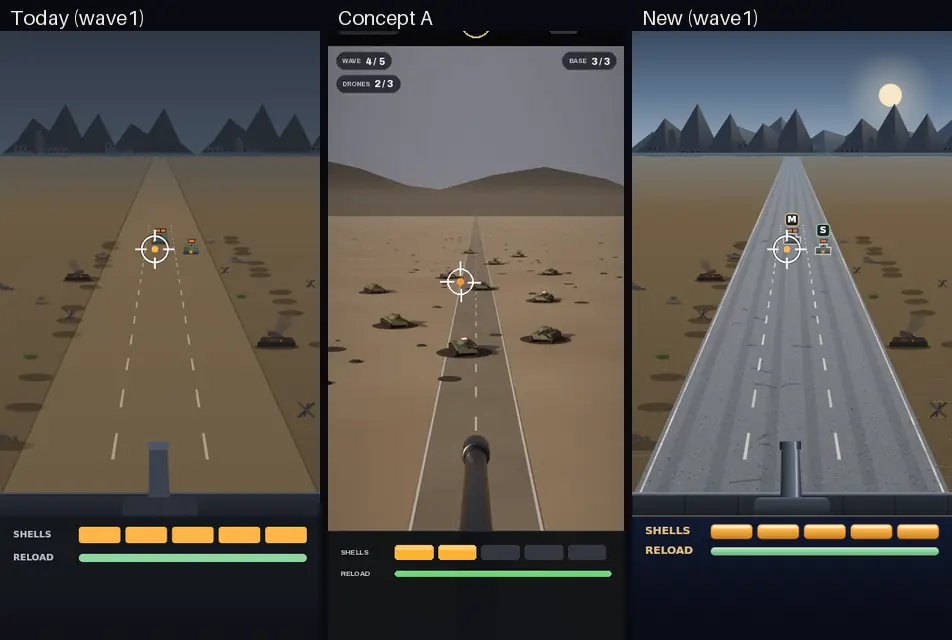 Today (wave1)
Concept A
New (wave1)
WAVE 4/5
BASE 3/3
DRONES 2/3
M
S
SHELLS
RELOAD
SHELLS
RELOAD
SHELLS
RELOAD